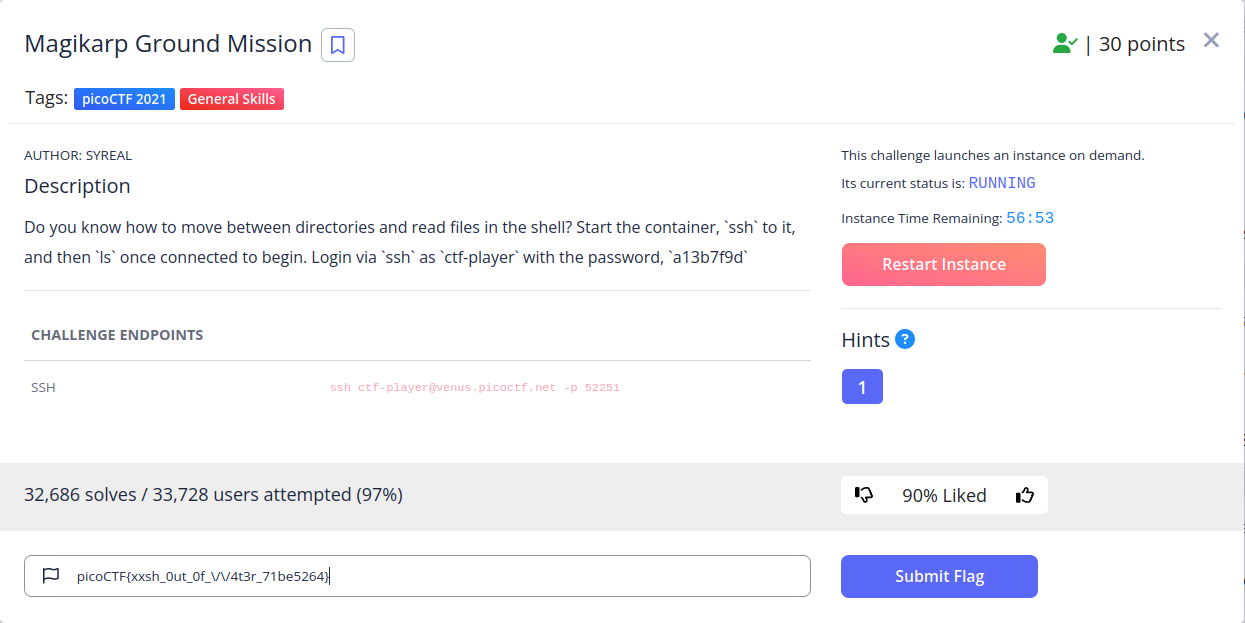 Magikarp Ground Mission
| 30 points
Tags: picoCTF 2021 General Skills
AUTHOR: SYREAL
Description
Do you know how to move between directories and read files in the shell? Start the container, `ssh` to it,
and then `ls` once connected to begin. Login via `ssh` as `ctf-player` with the password, `a13b7f9d`
CHALLENGE ENDPOINTS
SSH ssh ctf-player@venus.picoctf.net -p 52251
This challenge launches an instance on demand.
Its current status is: RUNNING
Instance Time Remaining: 56:53
Restart Instance
Hints ?
1
32,686 solves / 33,728 users attempted (97%)
90% Liked
picoCTF{xxsh_0ut_0f_\/\/4t3r_71be5264}
Submit Flag